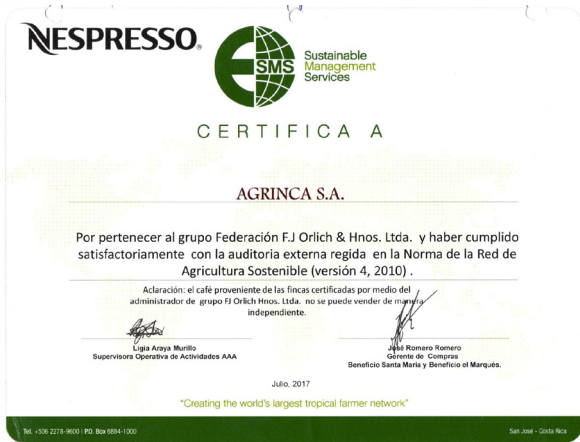 NESPRESSO.
SMS
Sustainable
Management
Services
CERTIFICA A
AGRINCA S.A.
Por pertenecer al grupo Federación F.J Orlich & Hnos. Ltda. y haber cumplido
satisfactoriamente con la auditoria externa regida en la Norma de la Red de
Agricultura Sostenible (versión 4, 2010) .
Aclaración: el café proveniente de las fincas certificadas por medio del
administrador de grupo FJ Orlich Hnos. Ltda. no se puede vender de manera
independiente.
Ligia Araya Murillo
Supervisora Operativa de Actividades AAA
José Romero Romero
Gerente de Compras
Beneficio Santa Maria y Beneficio el Marqués.
Julio, 2017
"Creating the world's largest tropical farmer network"
Tel. +506 2278-9600 I P.O. Box 6884-1000
San José - Costa Rica